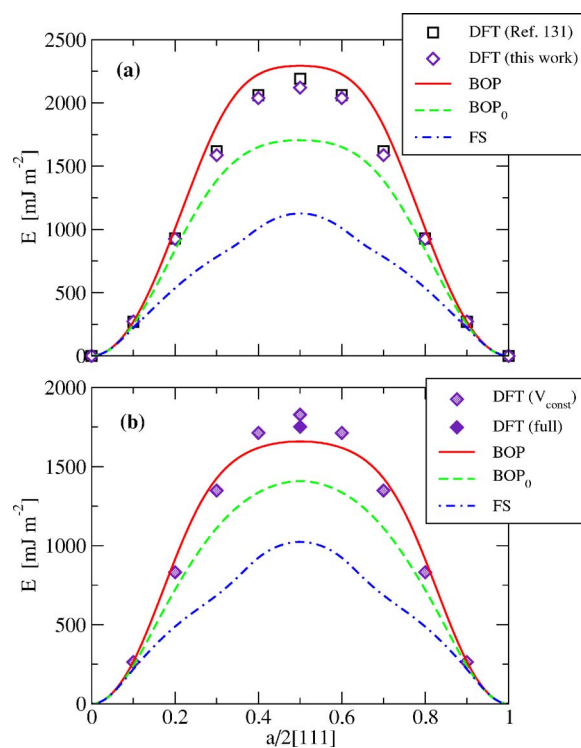 DFT (Ref. 131)
DFT (this work)
BOP
BOP₀
FS
(a)
2500
2000
1500
1000
500
0
E [mJ m⁻²]
DFT (V_const)
DFT (full)
BOP
BOP₀
FS
(b)
2000
1500
1000
500
0
E [mJ m⁻²]
0 0.2 0.4 0.6 0.8 1
a/2[111]